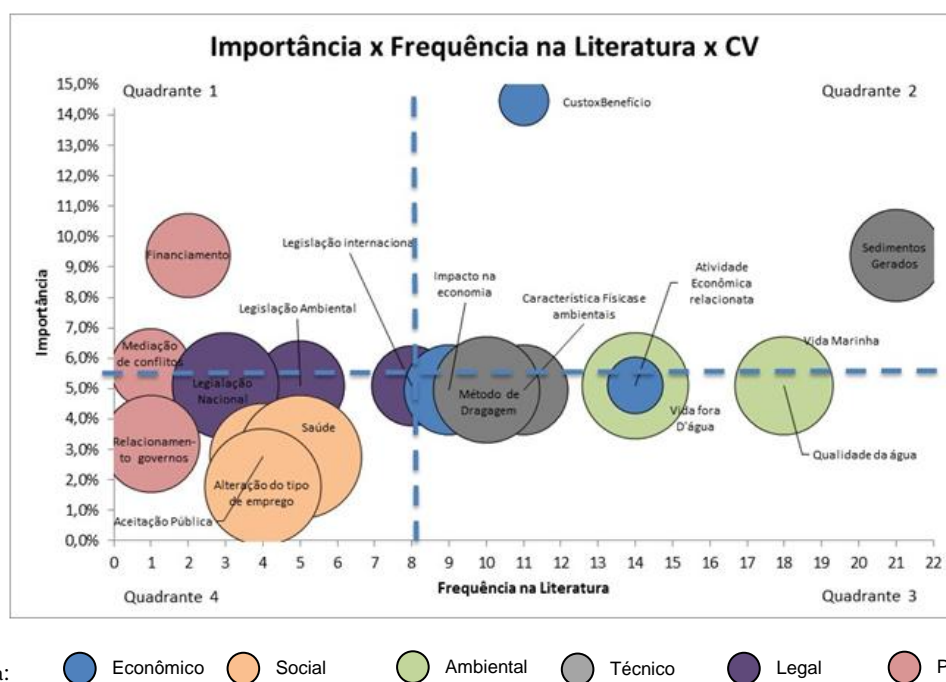 Importância x Frequência na Literatura x CV
Quadrante 1
Quadrante 2
15,0%
14,0%
13,0%
12,0%
11,0%
10,0%
9,0%
8,0%
7,0%
6,0%
5,0%
4,0%
3,0%
2,0%
1,0%
0,0%
Importância
CustoxBenefício
Financiamento
Legislação internacional
Impacto na
economia
Atividade
Econômica
relacionada
Sedimentos
Gerados
Legislação Ambiental
Característica Físicase
ambientais
Mediação
de conflitos
Vida Marinha
Legislação
Nacional
Método de
Dragagem
Vida fora
D'água
Saúde
Relacionamen-
to governos
Qualidade da água
Alteração do tipo
de emprego
Aceitação Pública
0 1 2 3 4 5 6 7 8 9 10 11 12 13 14 15 16 17 18 19 20 21 22
Frequência na Literatura
Quadrante 4
Quadrante 3
a:
Econômico
Social
Ambiental
Técnico
Legal
P